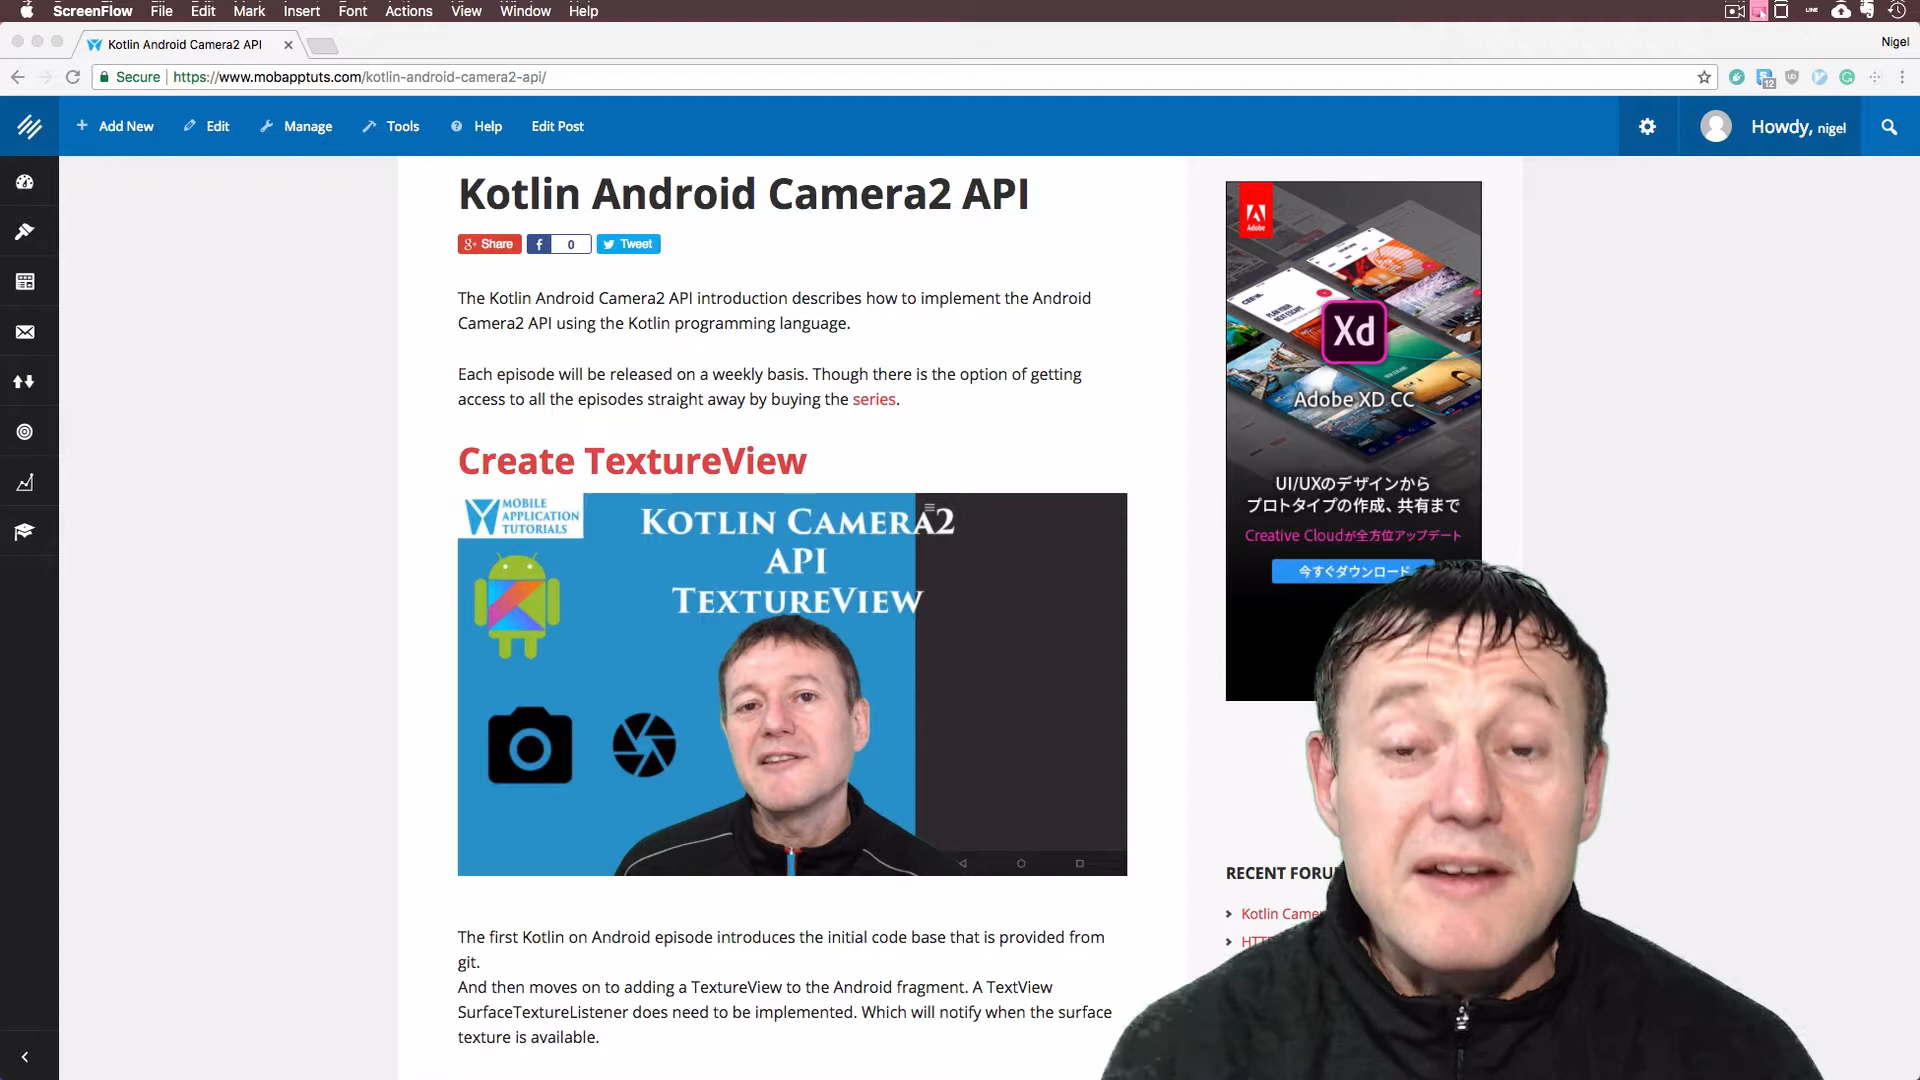 ScreenFlow File Edit Mark Insert Font Actions View Window Help
LINE
Kotlin Android Camera2 API
Nigel
Secure https://www.mobapptuts.com/kotlin-android-camera2-api/
12
Add New Edit Manage Tools Help Edit Post
Howdy, nigel
Kotlin Android Camera2 API
Share 0 Tweet
The Kotlin Android Camera2 API introduction describes how to implement the Android
Camera2 API using the Kotlin programming language.
Each episode will be released on a weekly basis. Though there is the option of getting
access to all the episodes straight away by buying the series.
Create TextureView
MOBILE
APPLICATION
TUTORIALS
Kotlin Camera2
API
TextureView
The first Kotlin on Android episode introduces the initial code base that is provided from
git.
And then moves on to adding a TextureView to the Android fragment. A TextView
SurfaceTextureListener does need to be implemented. Which will notify when the surface
texture is available.
Adobe
Xd
Adobe XD CC
UI/UXのデザインから
プロトタイプの作成、共有まで
Creative Cloudが全方位アップデート
今すぐダウンロード
RECENT FORU
Kotlin Came